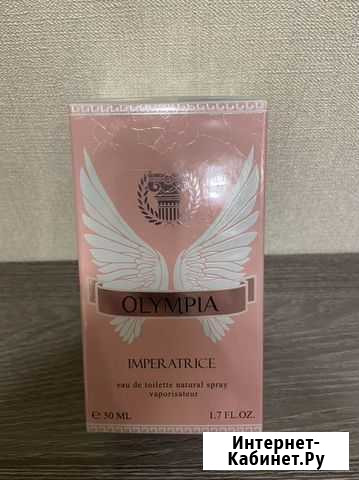 OLYMPIA
IMPERATRICE
eau de toilette natural spray
vaporisateur
e 50 ML 1.7 FL.OZ.
Интернет-
Кабинет.Ру